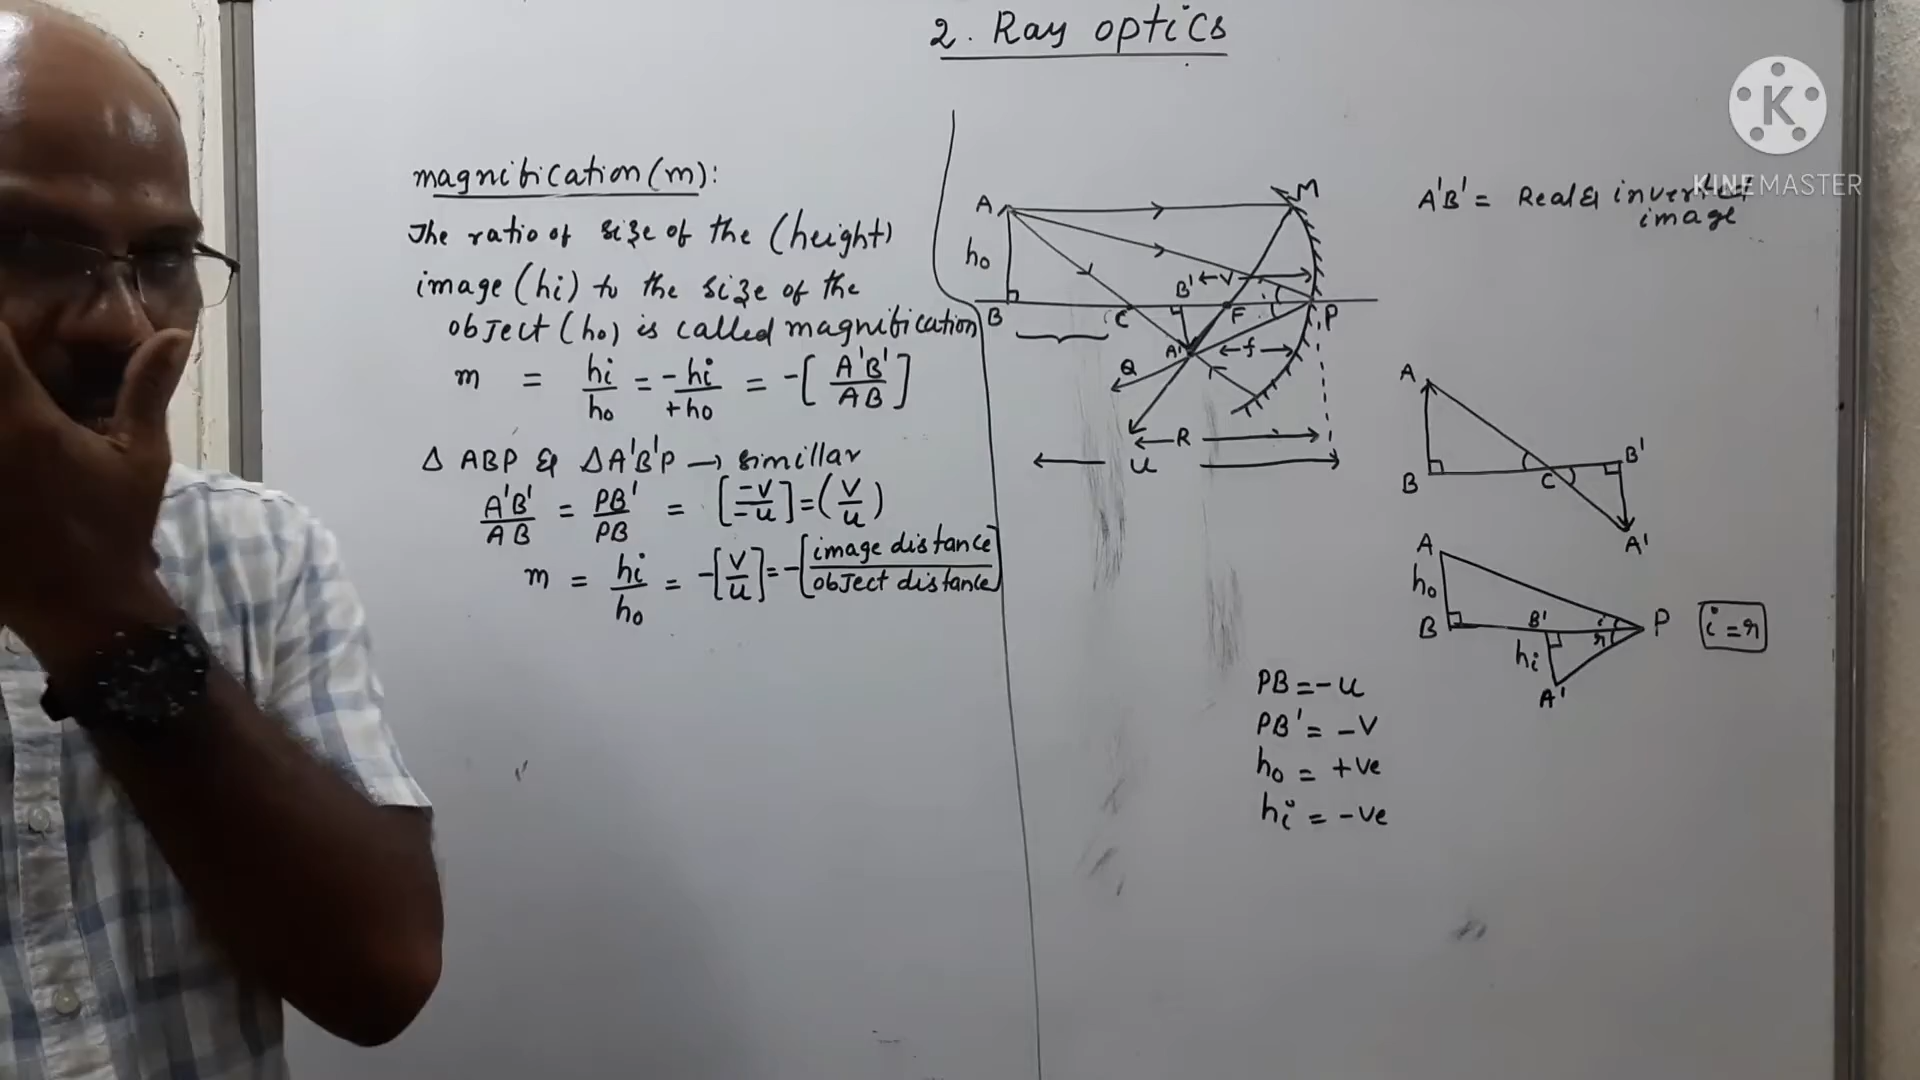 2. Ray optics
magnification (m):
The ratio of size of the (height)
image (hi) to the size of the
object (ho) is called magnification
m = hi/ho = -hi/+ho = -[A'B'/AB]
Δ ABP & ΔA'B'P → simillar
A'B'/AB = PB'/PB = [-v/-u] = (v/u)
m = hi/ho = -[v/u] = -[image distance/object distance]
A
M
ho
B'
←v→
B
C
F
P
A'
←f→
Q
←R→
←u→
K
KINEMASTER
A'B' = Real & inverted
image
A
B
C
B'
A'
A
ho
B
B'
i
r
P
i = r
hi
A'
PB = -u
PB' = -v
ho = +ve
hi = -ve